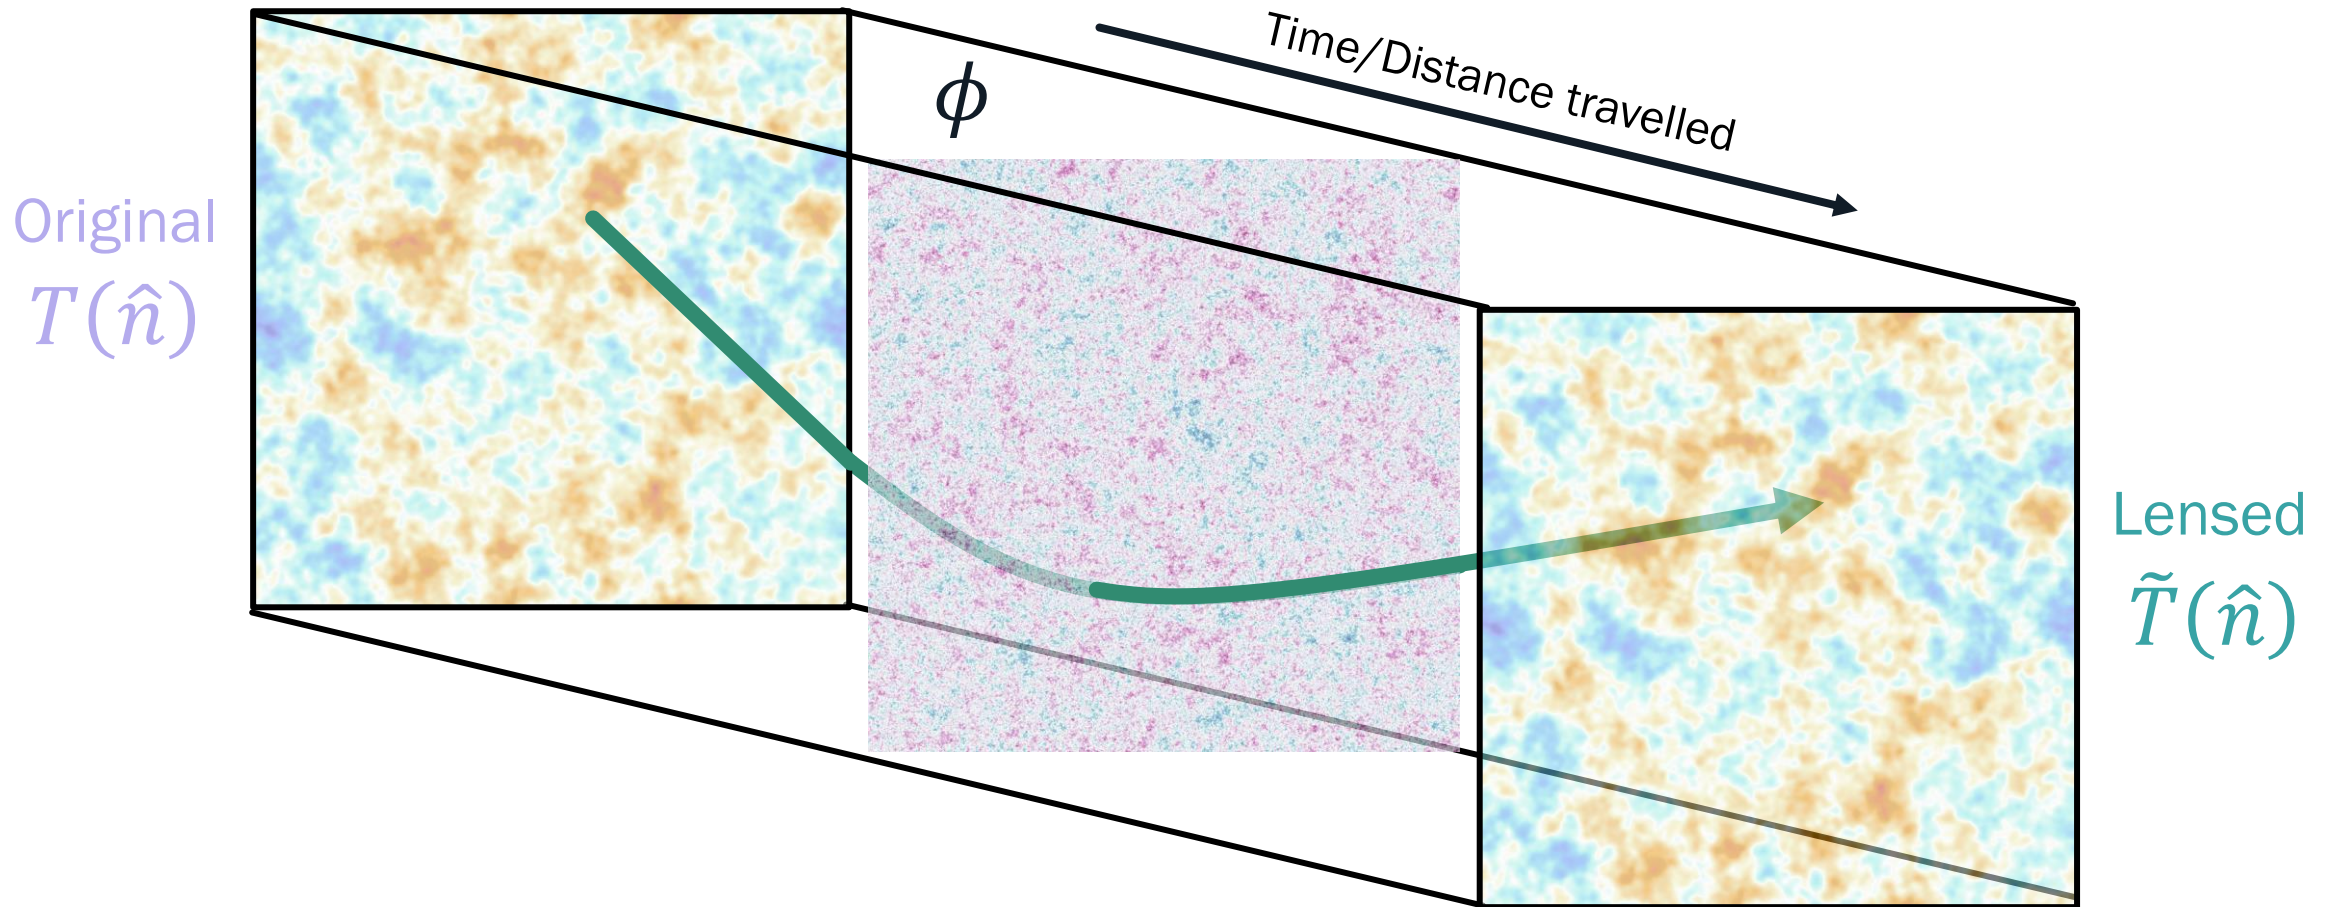 Time/Distance travelled
ϕ
Original
T(n̂)
Lensed
T̃(n̂)